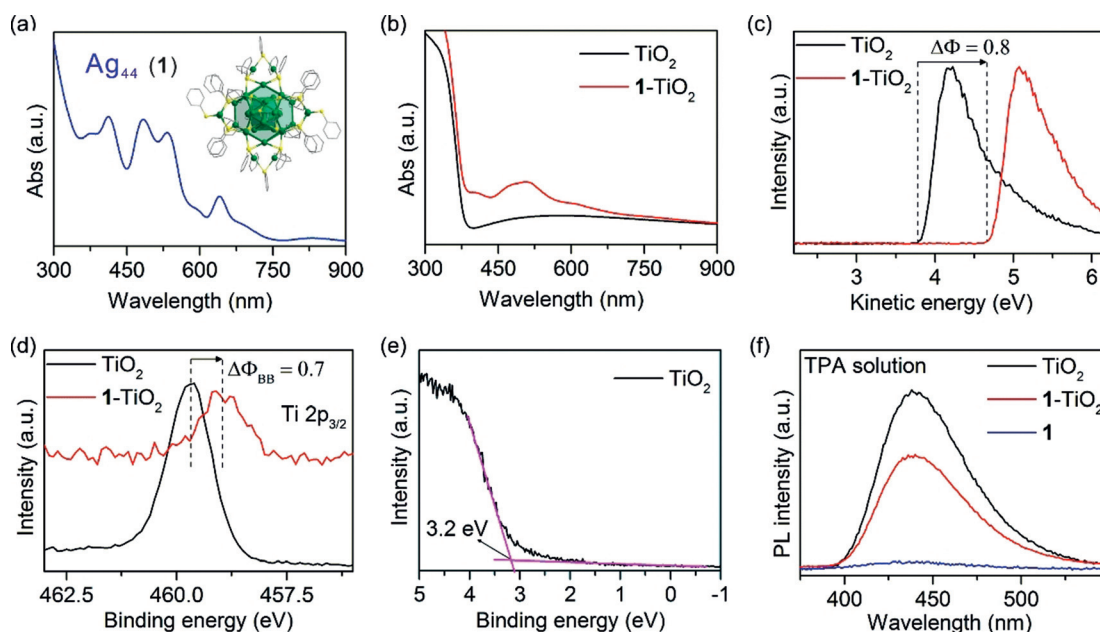 (a)
Ag₄₄ (1)
Abs (a.u.)
300 450 600 750 900
Wavelength (nm)
(b)
TiO₂
1-TiO₂
Abs (a.u.)
300 450 600 750 900
Wavelength (nm)
(c)
TiO₂
1-TiO₂
ΔΦ = 0.8
Intensity (a.u.)
3 4 5 6
Kinetic energy (eV)
(d)
TiO₂
1-TiO₂
ΔΦBB = 0.7
Ti 2p3/2
Intensity (a.u.)
462.5 460.0 457.5
Binding energy (eV)
(e)
TiO₂
3.2 eV
Intensity (a.u.)
5 4 3 2 1 0 -1
Binding energy (eV)
(f)
TPA solution
TiO₂
1-TiO₂
1
PL intensity (a.u.)
400 450 500
Wavelength (nm)